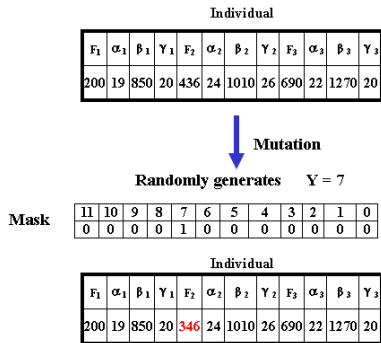 Individual
F1 α1 β1 γ1 F2 α2 β2 γ2 F3 α3 β3 γ3
200 19 850 20 436 24 1010 26 690 22 1270 20
Mutation
Randomly generates Y = 7
Mask
11 10 9 8 7 6 5 4 3 2 1 0
0 0 0 0 1 0 0 0 0 0 0 0
Individual
F1 α1 β1 γ1 F2 α2 β2 γ2 F2 α3 β3 γ3
200 19 850 20 346 24 1010 26 690 22 1270 20